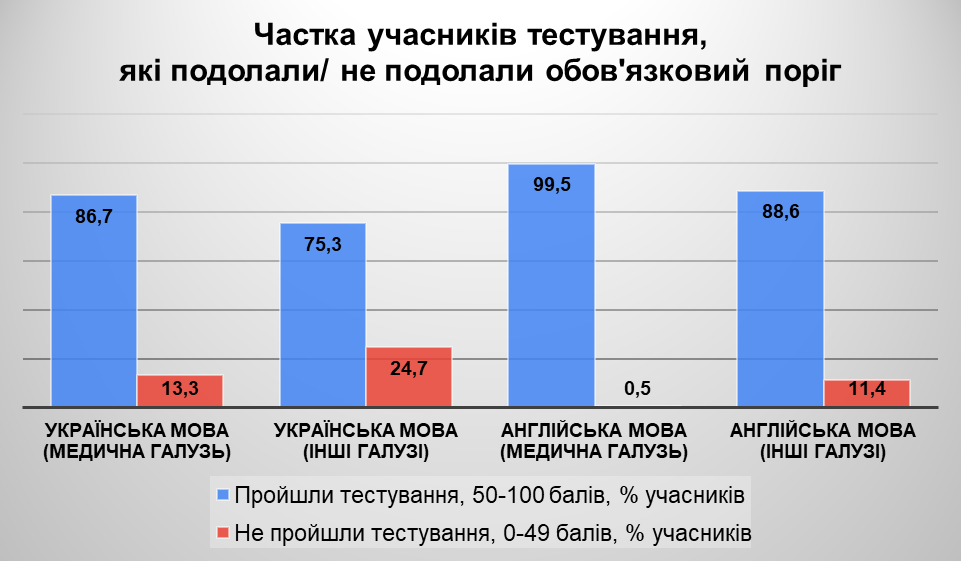 Частка учасників тестування,
які подолали/ не подолали обов'язковий поріг
86,7
13,3
75,3
24,7
99,5
0,5
88,6
11,4
УКРАЇНСЬКА МОВА
(МЕДИЧНА ГАЛУЗЬ)
УКРАЇНСЬКА МОВА
(ІНШІ ГАЛУЗІ)
АНГЛІЙСЬКА МОВА
(МЕДИЧНА ГАЛУЗЬ)
АНГЛІЙСЬКА МОВА
(ІНШІ ГАЛУЗІ)
Пройшли тестування, 50-100 балів, % учасників
Не пройшли тестування, 0-49 балів, % учасників